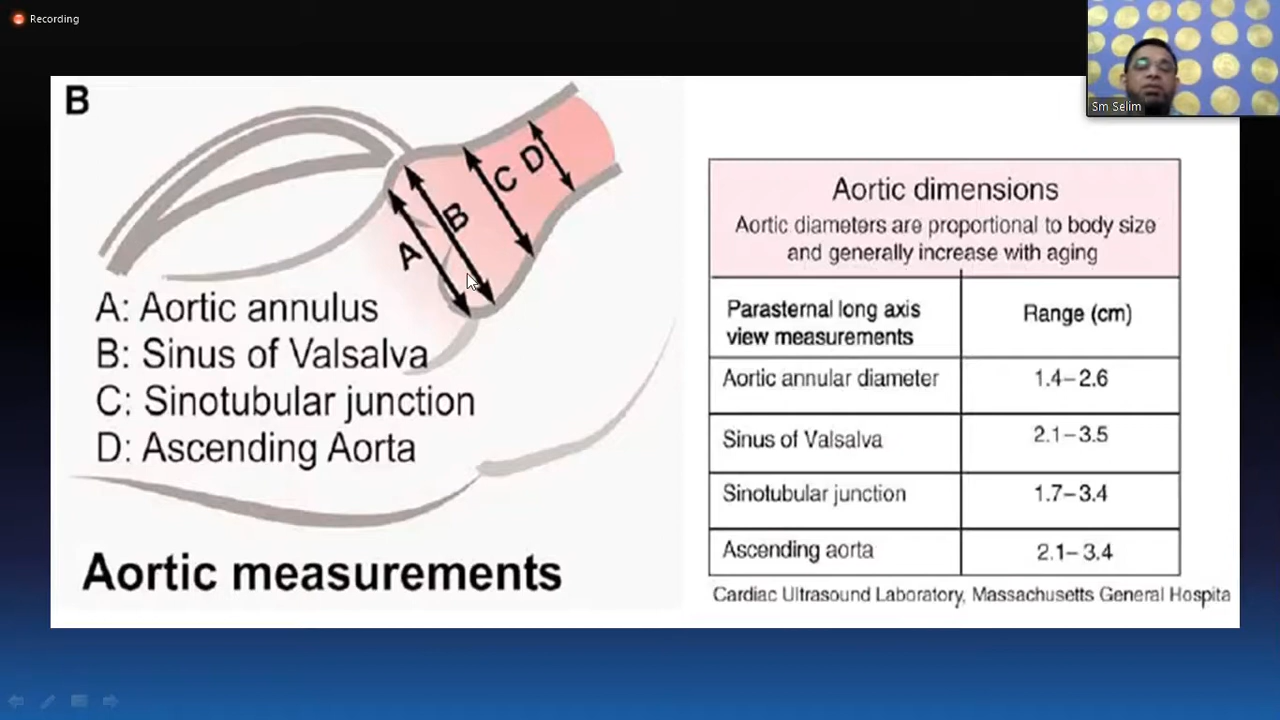 Recording
Sm Selim
B
A
B
C
D
A: Aortic annulus
B: Sinus of Valsalva
C: Sinotubular junction
D: Ascending Aorta
Aortic measurements
Aortic dimensions
Aortic diameters are proportional to body size
and generally increase with aging
Parasternal long axis
view measurements
Range (cm)
Aortic annular diameter
1.4–2.6
Sinus of Valsalva
2.1–3.5
Sinotubular junction
1.7–3.4
Ascending aorta
2.1–3.4
Cardiac Ultrasound Laboratory, Massachusetts General Hospita